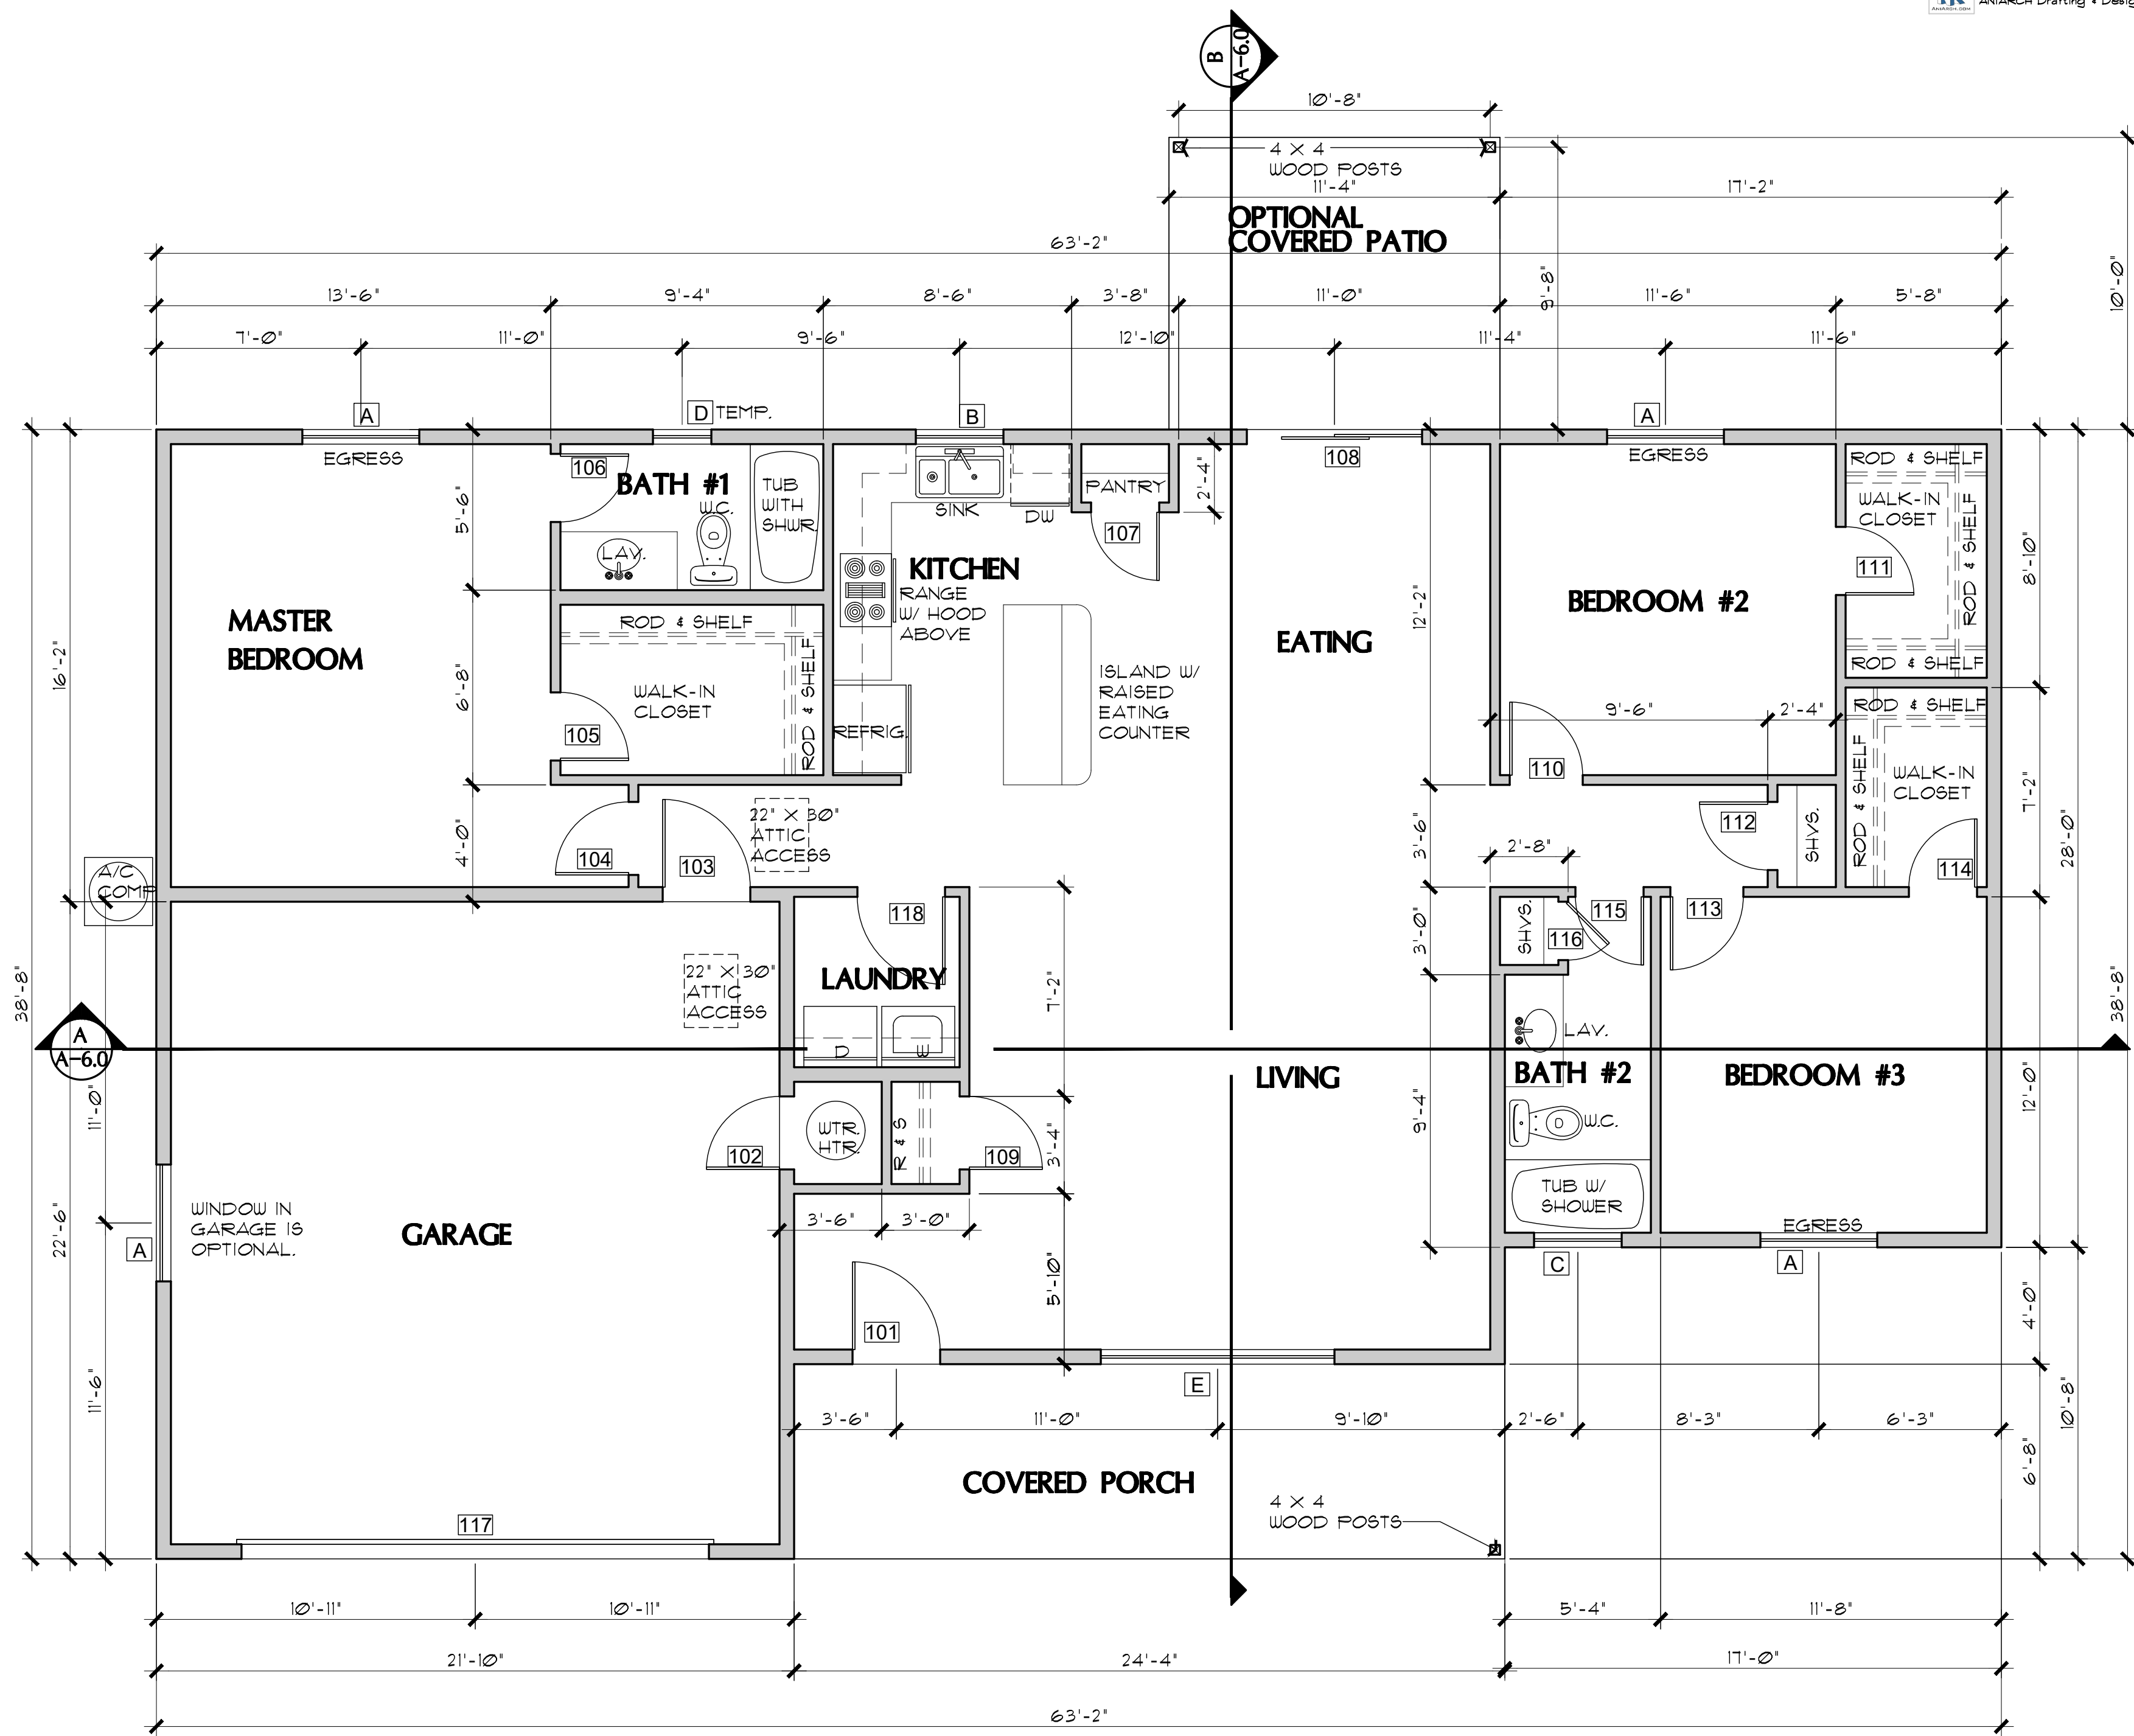 ANIARCH.COM
ANIARCH Drafting & Desig
B
A-6.0
10'-8"
4 X 4
WOOD POSTS
11'-4"
17'-2"
OPTIONAL
COVERED PATIO
63'-2"
9'-8"
10'-0"
13'-6"
9'-4"
8'-6"
3'-8"
11'-0"
11'-6"
5'-8"
7'-0"
11'-0"
9'-6"
12'-10"
11'-4"
11'-6"
A
D TEMP.
B
A
EGRESS
106
BATH #1
W.C.
TUB
WITH
SHWR.
LAV.
SINK
DW
PANTRY
107
2'-4"
108
EGRESS
ROD & SHELF
WALK-IN
CLOSET
ROD & SHELF
111
ROD & SHELF
8'-10"
5'-6"
KITCHEN
RANGE
W/ HOOD
ABOVE
12'-2"
BEDROOM #2
MASTER
BEDROOM
EATING
16'-2"
6'-8"
ROD & SHELF
WALK-IN
CLOSET
ROD & SHELF
105
REFRIG.
ISLAND W/
RAISED
EATING
COUNTER
9'-6"
2'-4"
110
ROD & SHELF
ROD & SHELF
WALK-IN
CLOSET
7'-2"
28'-0"
4'-0"
104
103
22" X 30"
ATTIC
ACCESS
3'-6"
2'-8"
112
SHVS.
114
A/C
COMP
118
SHVS.
116
115
113
3'-0"
38'-8"
22" X 30"
ATTIC
ACCESS
LAUNDRY
7'-2"
38'-8"
A
A-6.0
D
W
LAV.
LIVING
BATH #2
BEDROOM #3
11'-0"
9'-4"
12'-0"
W.C.
102
WTR.
HTR.
R & S
109
3'-4"
TUB W/
SHOWER
22'-6"
WINDOW IN
GARAGE IS
OPTIONAL.
A
GARAGE
3'-6"
3'-0"
EGRESS
C
A
5'-10"
4'-0"
101
E
11'-6"
3'-6"
11'-0"
9'-10"
2'-6"
8'-3"
6'-3"
10'-8"
6'-8"
COVERED PORCH
4 X 4
WOOD POSTS
117
10'-11"
10'-11"
5'-4"
11'-8"
21'-10"
24'-4"
17'-0"
63'-2"